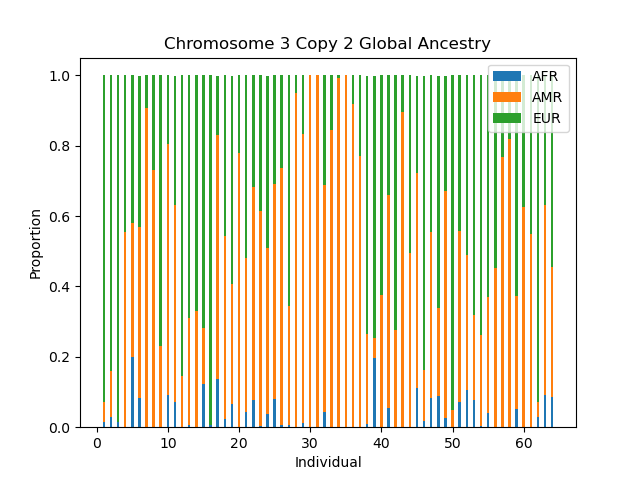 Chromosome 3 Copy 2 Global Ancestry
AFR
AMR
EUR
1.0
0.8
0.6
0.4
0.2
0.0
Proportion
0 10 20 30 40 50 60
Individual